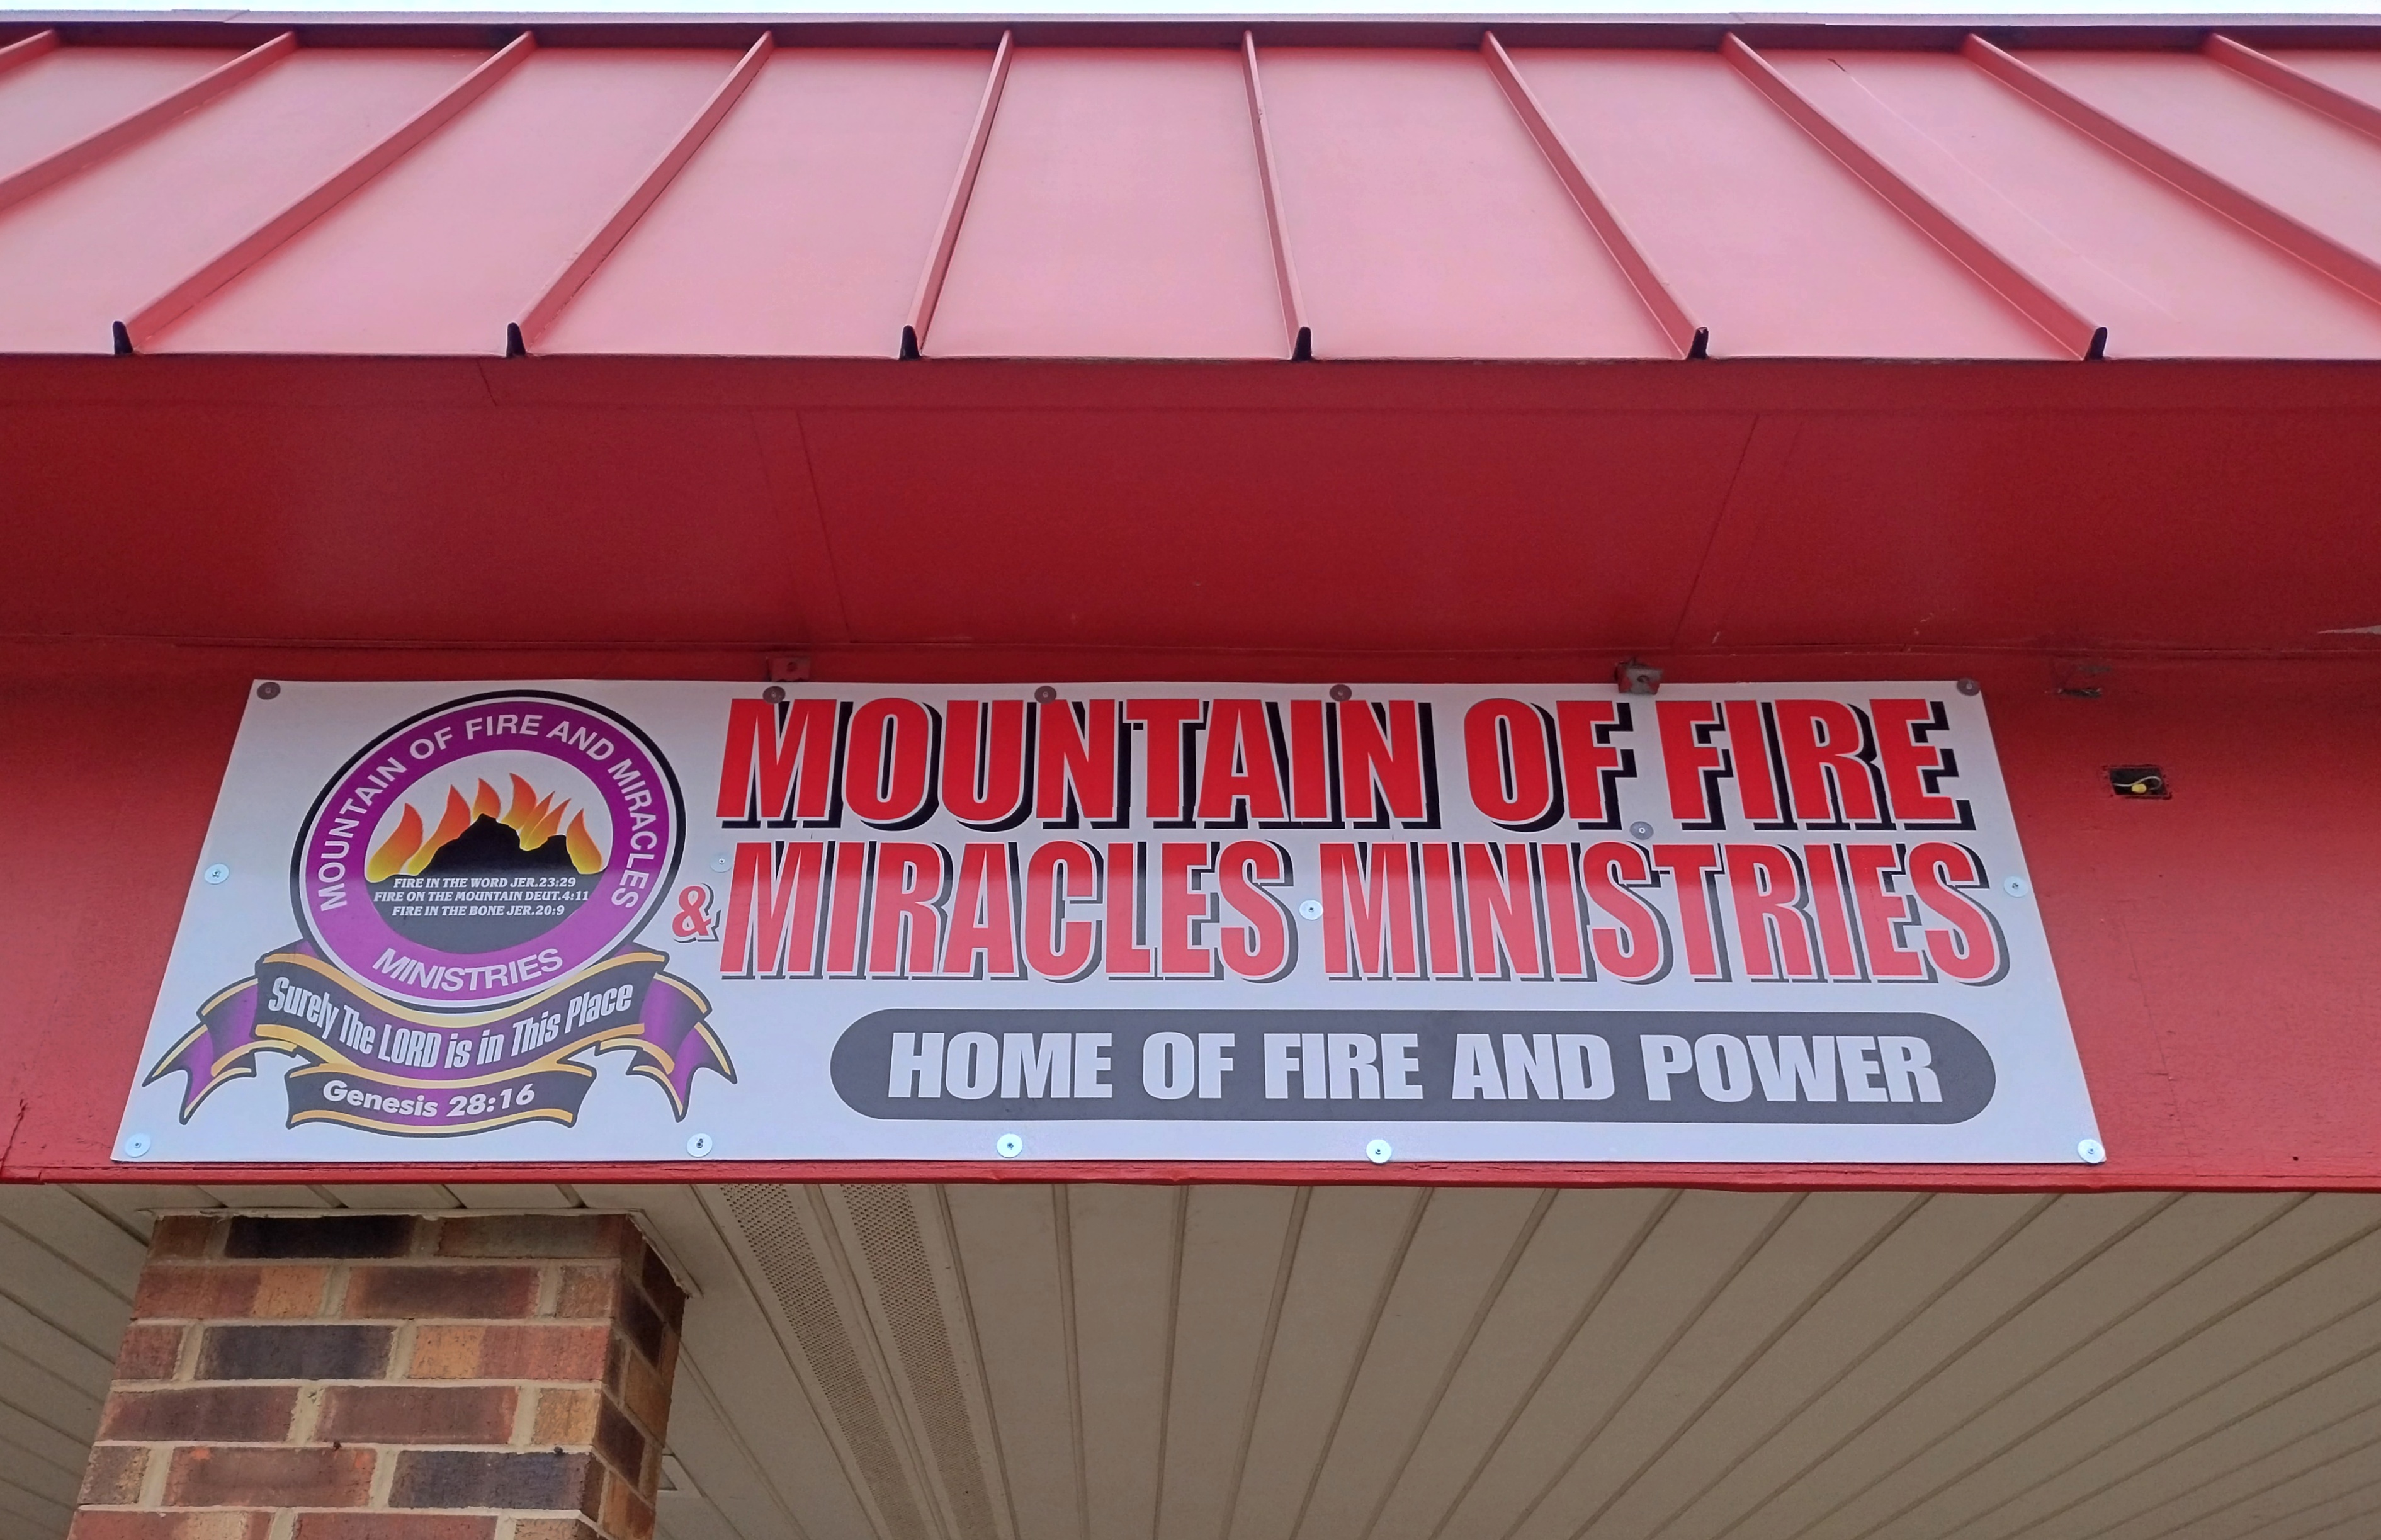 MOUNTAIN OF FIRE AND MIRACLES
FIRE IN THE WORD JER.23:29
FIRE ON THE MOUNTAIN DEUT.4:11
FIRE IN THE BONE JER.20:9
MINISTRIES
Surely The LORD is in This Place
Genesis 28:16
MOUNTAIN OF FIRE
& MIRACLES MINISTRIES
HOME OF FIRE AND POWER